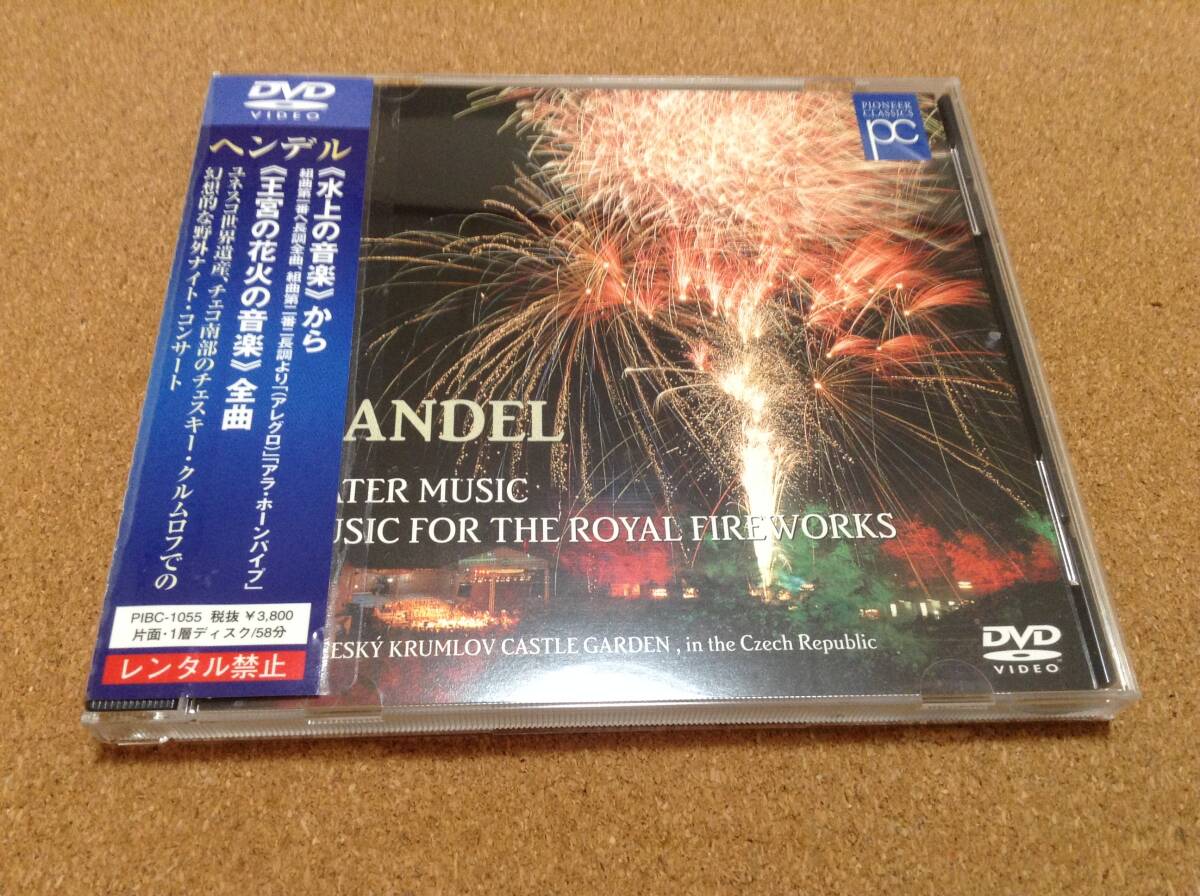 DVD
VIDEO
ヘンデル
《水上の音楽》から
組曲第一番ヘ長調全曲、組曲第二番ニ長調より「(アレグロ)」「アラ・ホーンパイプ」
《王宮の花火の音楽》全曲
ユネスコ世界遺産、チェコ南部のチェスキー・クルムロフでの
幻想的な野外ナイト・コンサート
PIBC-1055 税抜 ¥3,800
片面・1層ディスク/58分
レンタル禁止
PIONEER
CLASSICS
pc
ANDEL
ATER MUSIC
USIC FOR THE ROYAL FIREWORKS
ESKÝ KRUMLOV CASTLE GARDEN , in the Czech Republic
DVD
VIDEO